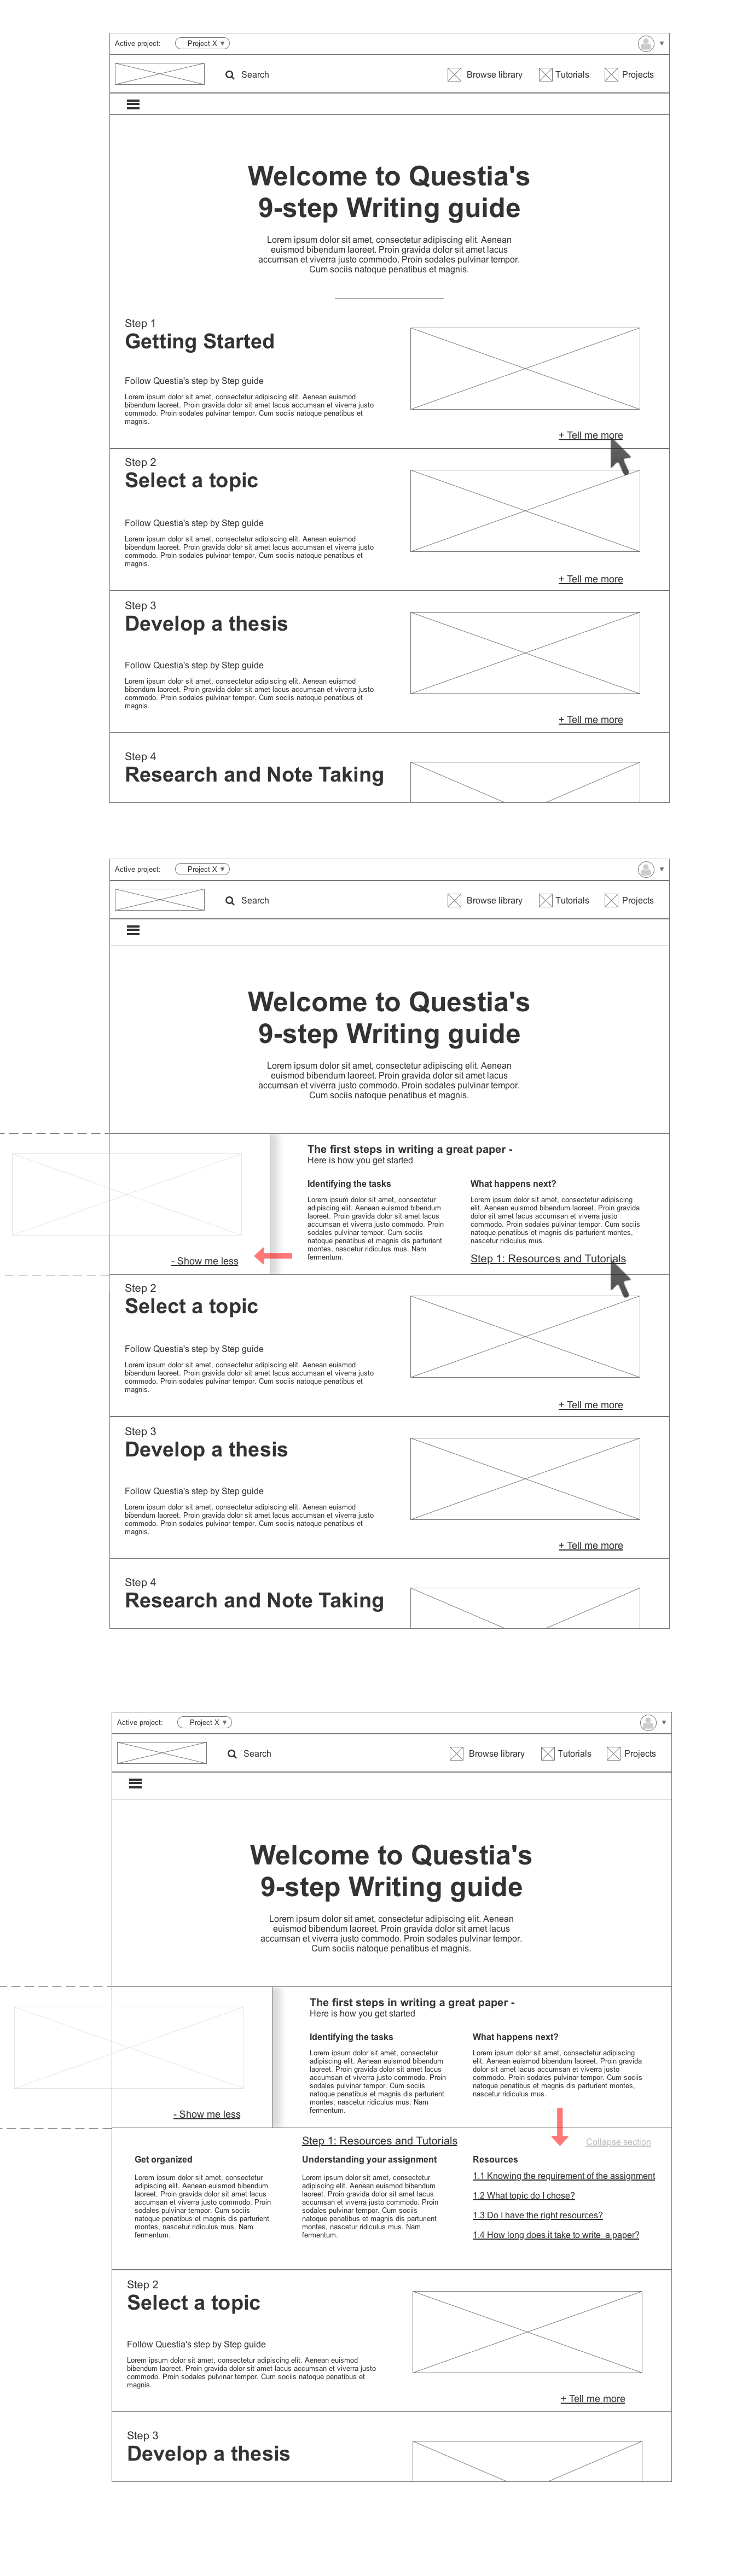 Active project: Project X ▼ ▼
Search Browse library Tutorials Projects
Welcome to Questia's
9-step Writing guide
Lorem ipsum dolor sit amet, consectetur adipiscing elit. Aenean
euismod bibendum laoreet. Proin gravida dolor sit amet lacus
accumsan et viverra justo commodo. Proin sodales pulvinar tempor.
Cum sociis natoque penatibus et magnis.
Step 1
Getting Started
Follow Questia's step by Step guide
Lorem ipsum dolor sit amet, consectetur adipiscing elit. Aenean euismod
bibendum laoreet. Proin gravida dolor sit amet lacus accumsan et viverra justo
commodo. Proin sodales pulvinar tempor. Cum sociis natoque penatibus et
magnis.
+ Tell me more
Step 2
Select a topic
Follow Questia's step by Step guide
Lorem ipsum dolor sit amet, consectetur adipiscing elit. Aenean euismod
bibendum laoreet. Proin gravida dolor sit amet lacus accumsan et viverra justo
commodo. Proin sodales pulvinar tempor. Cum sociis natoque penatibus et
magnis.
+ Tell me more
Step 3
Develop a thesis
Follow Questia's step by Step guide
Lorem ipsum dolor sit amet, consectetur adipiscing elit. Aenean euismod
bibendum laoreet. Proin gravida dolor sit amet lacus accumsan et viverra justo
commodo. Proin sodales pulvinar tempor. Cum sociis natoque penatibus et
magnis.
+ Tell me more
Step 4
Research and Note Taking
Active project: Project X ▼ ▼
Search Browse library Tutorials Projects
Welcome to Questia's
9-step Writing guide
Lorem ipsum dolor sit amet, consectetur adipiscing elit. Aenean
euismod bibendum laoreet. Proin gravida dolor sit amet lacus
accumsan et viverra justo commodo. Proin sodales pulvinar tempor.
Cum sociis natoque penatibus et magnis.
- Show me less
The first steps in writing a great paper -
Here is how you get started
Identifying the tasks
Lorem ipsum dolor sit amet, consectetur
adipiscing elit. Aenean euismod bibendum
laoreet. Proin gravida dolor sit amet lacus
accumsan et viverra justo commodo. Proin
sodales pulvinar tempor. Cum sociis
natoque penatibus et magnis dis parturient
montes, nascetur ridiculus mus. Nam
fermentum.
What happens next?
Lorem ipsum dolor sit amet, consectetur adipiscing
elit. Aenean euismod bibendum laoreet. Proin gravida
dolor sit amet lacus accumsan et viverra justo
commodo. Proin sodales pulvinar tempor. Cum sociis
natoque penatibus et magnis dis parturient montes,
nascetur ridiculus mus.
Step 1: Resources and Tutorials
Step 2
Select a topic
Follow Questia's step by Step guide
Lorem ipsum dolor sit amet, consectetur adipiscing elit. Aenean euismod
bibendum laoreet. Proin gravida dolor sit amet lacus accumsan et viverra justo
commodo. Proin sodales pulvinar tempor. Cum sociis natoque penatibus et
magnis.
+ Tell me more
Step 3
Develop a thesis
Follow Questia's step by Step guide
Lorem ipsum dolor sit amet, consectetur adipiscing elit. Aenean euismod
bibendum laoreet. Proin gravida dolor sit amet lacus accumsan et viverra justo
commodo. Proin sodales pulvinar tempor. Cum sociis natoque penatibus et
magnis.
+ Tell me more
Step 4
Research and Note Taking
Active project: Project X ▼ ▼
Search Browse library Tutorials Projects
Welcome to Questia's
9-step Writing guide
Lorem ipsum dolor sit amet, consectetur adipiscing elit. Aenean
euismod bibendum laoreet. Proin gravida dolor sit amet lacus
accumsan et viverra justo commodo. Proin sodales pulvinar tempor.
Cum sociis natoque penatibus et magnis.
- Show me less
The first steps in writing a great paper -
Here is how you get started
Identifying the tasks
Lorem ipsum dolor sit amet, consectetur
adipiscing elit. Aenean euismod bibendum
laoreet. Proin gravida dolor sit amet lacus
accumsan et viverra justo commodo. Proin
sodales pulvinar tempor. Cum sociis
natoque penatibus et magnis dis parturient
montes, nascetur ridiculus mus. Nam
fermentum.
What happens next?
Lorem ipsum dolor sit amet, consectetur adipiscing
elit. Aenean euismod bibendum laoreet. Proin gravida
dolor sit amet lacus accumsan et viverra justo
commodo. Proin sodales pulvinar tempor. Cum sociis
natoque penatibus et magnis dis parturient montes,
nascetur ridiculus mus.
Step 1: Resources and Tutorials
Collapse section
Get organized
Lorem ipsum dolor sit amet, consectetur
adipiscing elit. Aenean euismod bibendum
laoreet. Proin gravida dolor sit amet lacus
accumsan et viverra justo commodo. Proin
sodales pulvinar tempor. Cum sociis
natoque penatibus et magnis dis parturient
montes, nascetur ridiculus mus. Nam
fermentum.
Understanding your assignment
Lorem ipsum dolor sit amet, consectetur
adipiscing elit. Aenean euismod bibendum
laoreet. Proin gravida dolor sit amet lacus
accumsan et viverra justo commodo. Proin
sodales pulvinar tempor. Cum sociis
natoque penatibus et magnis dis parturient
montes, nascetur ridiculus mus. Nam
fermentum.
Resources
1.1 Knowing the requirement of the assignment
1.2 What topic do I chose?
1.3 Do I have the right resources?
1.4 How long does it take to write a paper?
Step 2
Select a topic
Follow Questia's step by Step guide
Lorem ipsum dolor sit amet, consectetur adipiscing elit. Aenean euismod
bibendum laoreet. Proin gravida dolor sit amet lacus accumsan et viverra justo
commodo. Proin sodales pulvinar tempor. Cum sociis natoque penatibus et
magnis.
+ Tell me more
Step 3
Develop a thesis